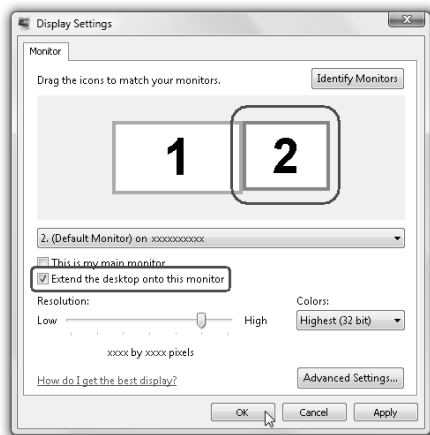 Display Settings
Monitor
Drag the icons to match your monitors.
Identify Monitors
1
2
2. (Default Monitor) on xxxxxxxxxx
This is my main monitor
Extend the desktop onto this monitor
Resolution:
Colors:
Low
High
Highest (32 bit)
xxxx by xxxx pixels
How do I get the best display?
Advanced Settings...
OK
Cancel
Apply